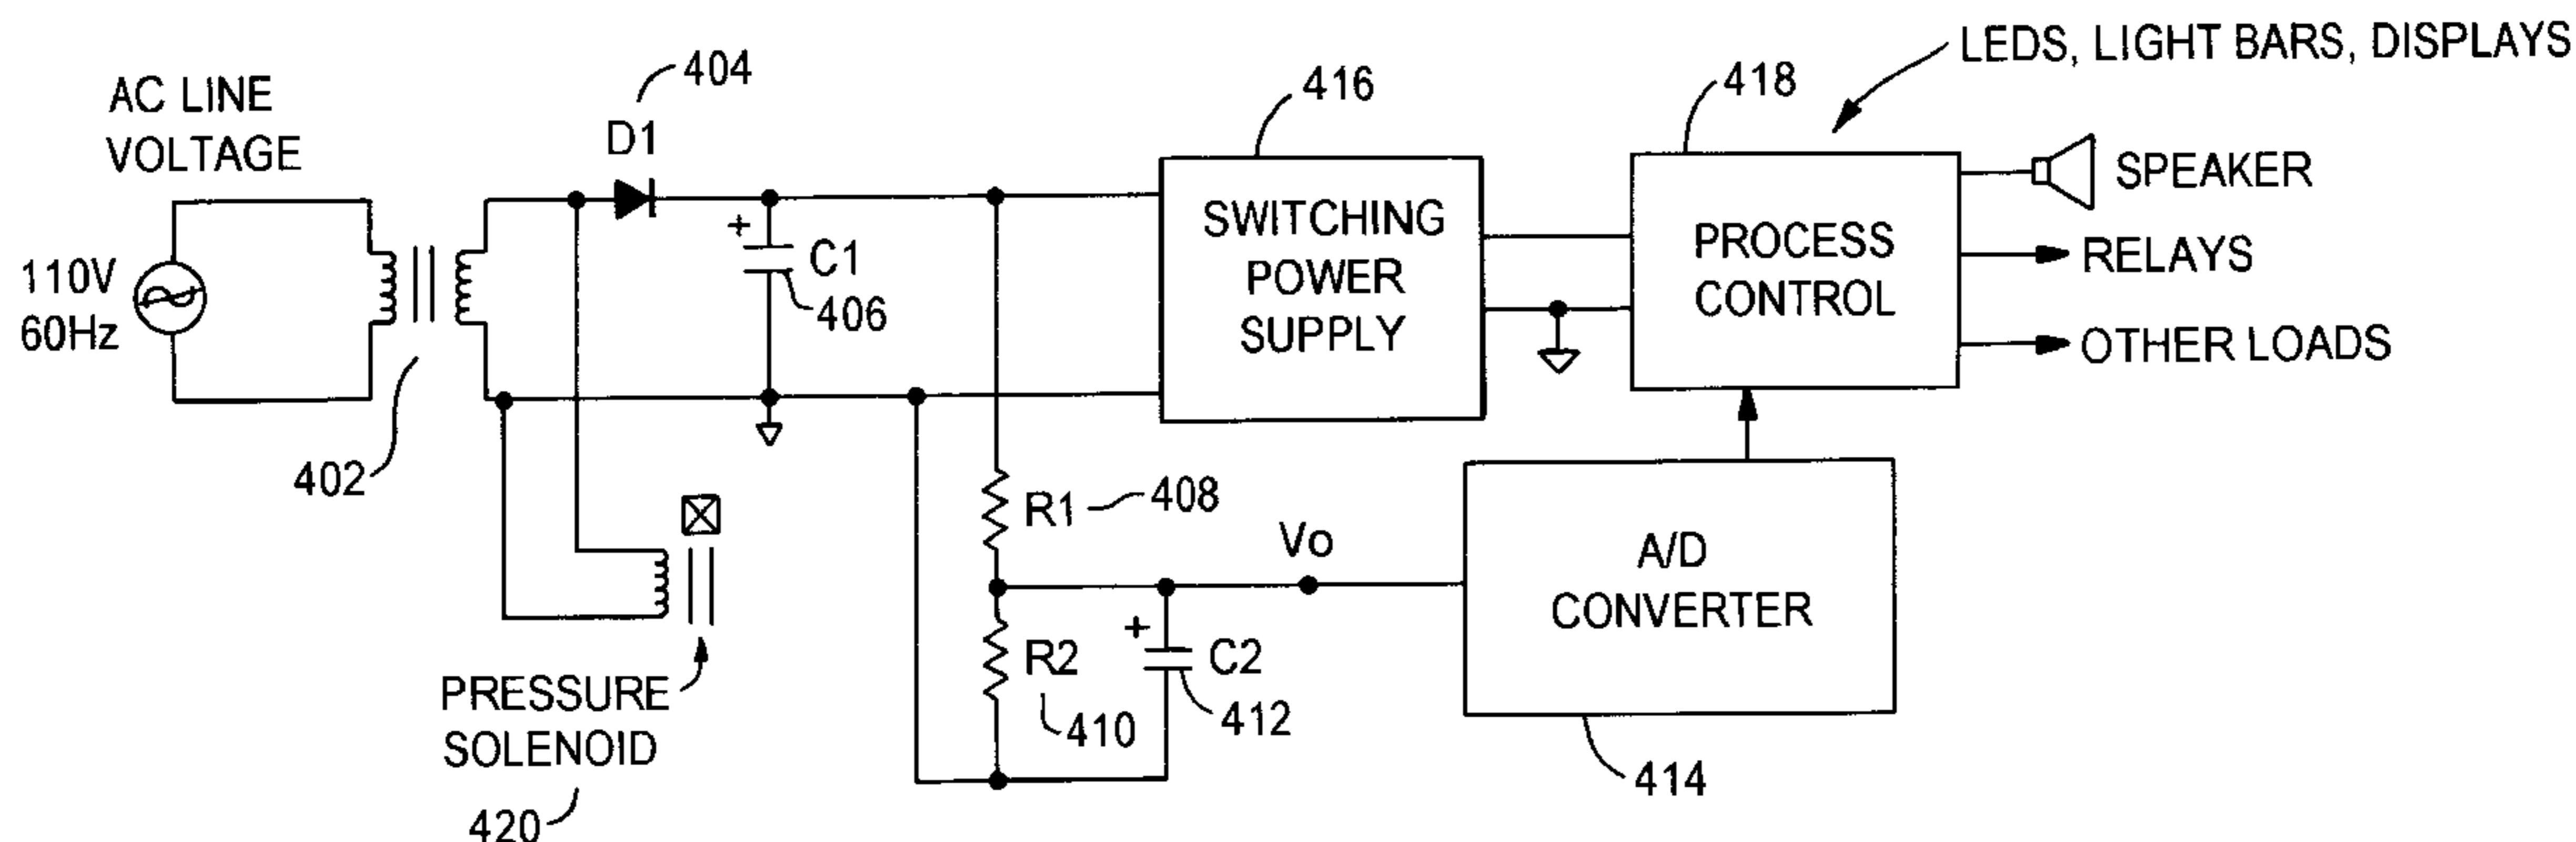 AC LINE
VOLTAGE
110V
60Hz
402
404
D1
+
C1
406
416
SWITCHING
POWER
SUPPLY
418
LEDS, LIGHT BARS, DISPLAYS
PROCESS
CONTROL
SPEAKER
RELAYS
OTHER LOADS
R1
408
Vo
A/D
CONVERTER
414
R2
410
+
C2
412
PRESSURE
SOLENOID
420